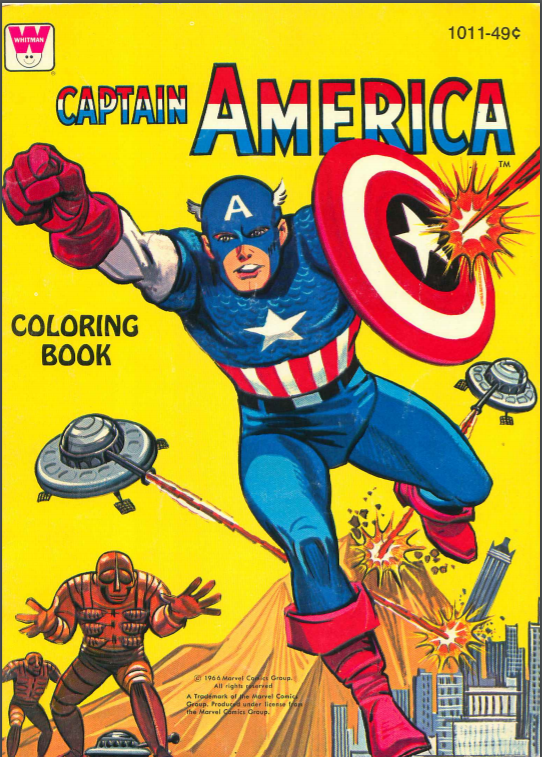 WHITMAN
1011-49¢
CAPTAIN AMERICA
TM
A
COLORING
BOOK
© 1966 Marvel Comics Group.
All rights reserved
A Trademark of the Marvel Comics
Group. Produced under license from
the Marvel Comics Group.